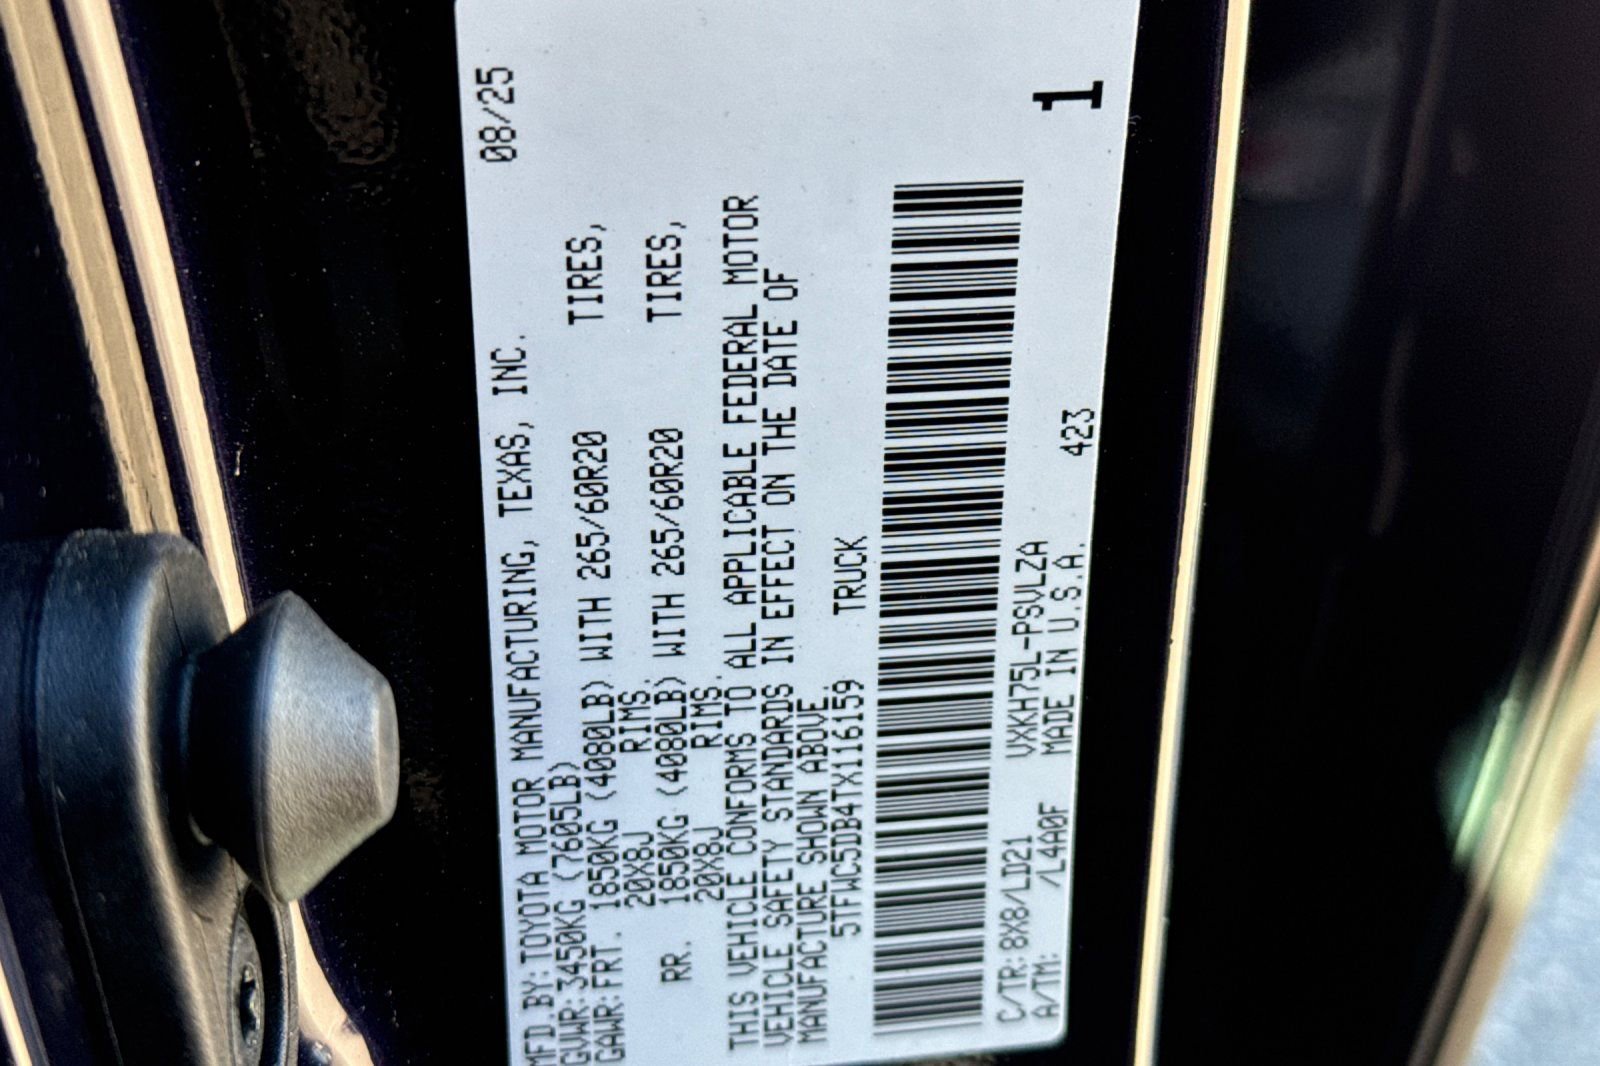 MFD.BY:TOYOTA MOTOR MANUFACTURING, TEXAS, INC. 08/25
GVWR:3450KG (7605LB)
GAWR:FRT. 1850KG (4080LB) WITH 265/60R20 TIRES,
20X8J RIMS.
RR. 1850KG (4080LB) WITH 265/60R20 TIRES,
20X8J RIMS.
THIS VEHICLE CONFORMS TO ALL APPLICABLE FEDERAL MOTOR
VEHICLE SAFETY STANDARDS IN EFFECT ON THE DATE OF
MANUFACTURE SHOWN ABOVE.
5TFWC5DB4TX116159 TRUCK
C/TR:8X8/LD21 VXKH75L-PSVLZA
A/TM: /L4A0F MADE IN U.S.A. 423
1